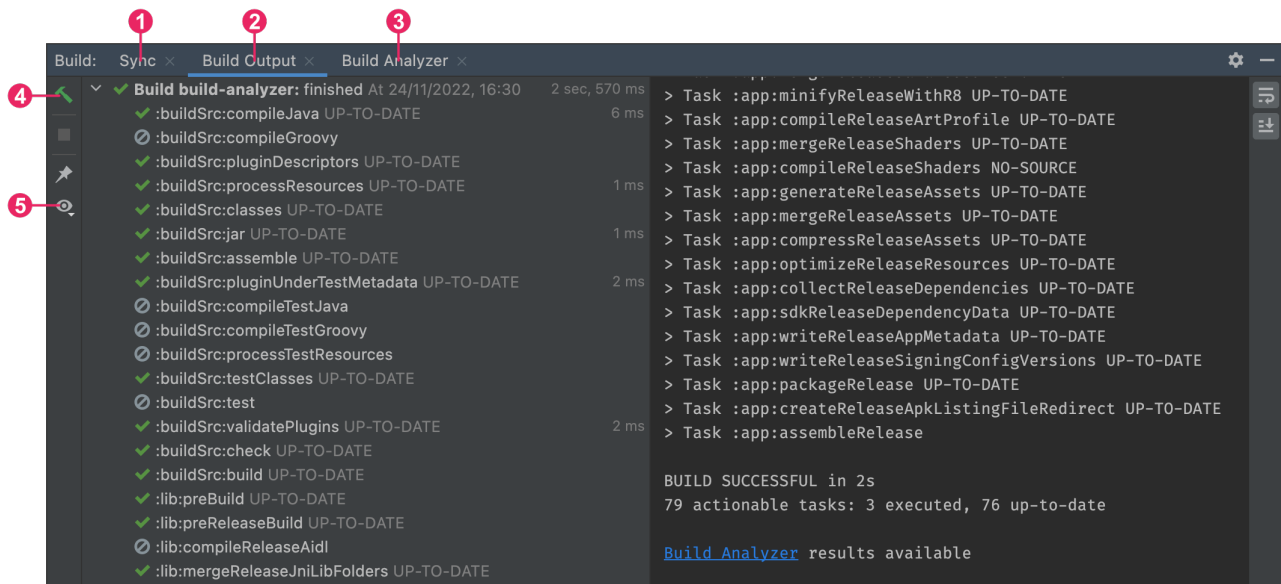 1 2 3
Build: Sync Build Output Build Analyzer
4
5
Build build-analyzer: finished At 24/11/2022, 16:30 2 sec, 570 ms
:buildSrc:compileJava UP-TO-DATE 6 ms
:buildSrc:compileGroovy
:buildSrc:pluginDescriptors UP-TO-DATE
:buildSrc:processResources UP-TO-DATE 1 ms
:buildSrc:classes UP-TO-DATE
:buildSrc:jar UP-TO-DATE 1 ms
:buildSrc:assemble UP-TO-DATE
:buildSrc:pluginUnderTestMetadata UP-TO-DATE 2 ms
:buildSrc:compileTestJava
:buildSrc:compileTestGroovy
:buildSrc:processTestResources
:buildSrc:testClasses UP-TO-DATE
:buildSrc:test
:buildSrc:validatePlugins UP-TO-DATE 2 ms
:buildSrc:check UP-TO-DATE
:buildSrc:build UP-TO-DATE
:lib:preBuild UP-TO-DATE
:lib:preReleaseBuild UP-TO-DATE
:lib:compileReleaseAidl
:lib:mergeReleaseJniLibFolders UP-TO-DATE
> Task :app:minifyReleaseWithR8 UP-TO-DATE
> Task :app:compileReleaseArtProfile UP-TO-DATE
> Task :app:mergeReleaseShaders UP-TO-DATE
> Task :app:compileReleaseShaders NO-SOURCE
> Task :app:generateReleaseAssets UP-TO-DATE
> Task :app:mergeReleaseAssets UP-TO-DATE
> Task :app:compressReleaseAssets UP-TO-DATE
> Task :app:optimizeReleaseResources UP-TO-DATE
> Task :app:collectReleaseDependencies UP-TO-DATE
> Task :app:sdkReleaseDependencyData UP-TO-DATE
> Task :app:writeReleaseAppMetadata UP-TO-DATE
> Task :app:writeReleaseSigningConfigVersions UP-TO-DATE
> Task :app:packageRelease UP-TO-DATE
> Task :app:createReleaseApkListingFileRedirect UP-TO-DATE
> Task :app:assembleRelease
BUILD SUCCESSFUL in 2s
79 actionable tasks: 3 executed, 76 up-to-date
Build Analyzer results available